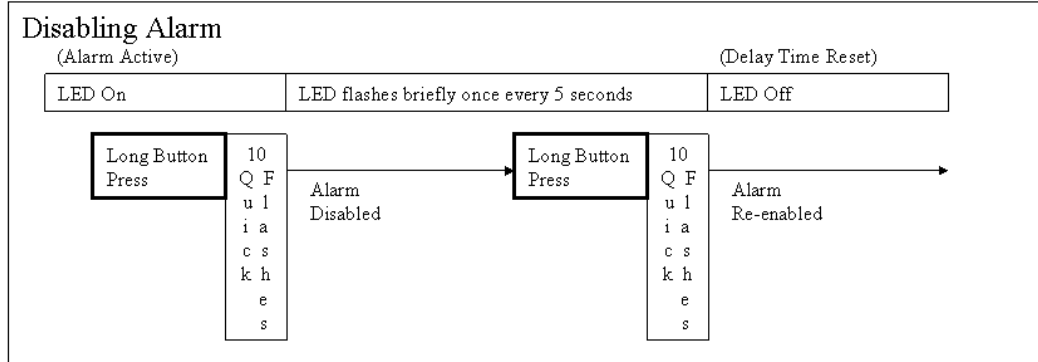 Disabling Alarm
(Alarm Active)
(Delay Time Reset)
LED On
LED flashes briefly once every 5 seconds
LED Off
Long Button
Press
10
Quick
Flashes
Alarm
Disabled
Long Button
Press
10
Quick
Flashes
Alarm
Re-enabled